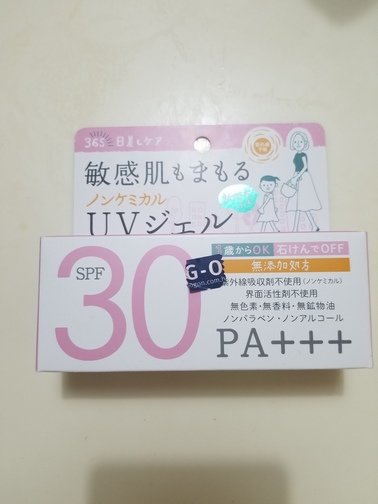 365 日差しケア
敏感肌もまもる
ノンケミカル
UVジェル
SPF
30
歳からOK 石けんでOFF
無添加処方
G-O
紫外線吸収剤不使用(ノンケミカル)
界面活性剤不使用
無色素・無香料・無鉱物油
ノンパラベン・ノンアルコール
PA+++